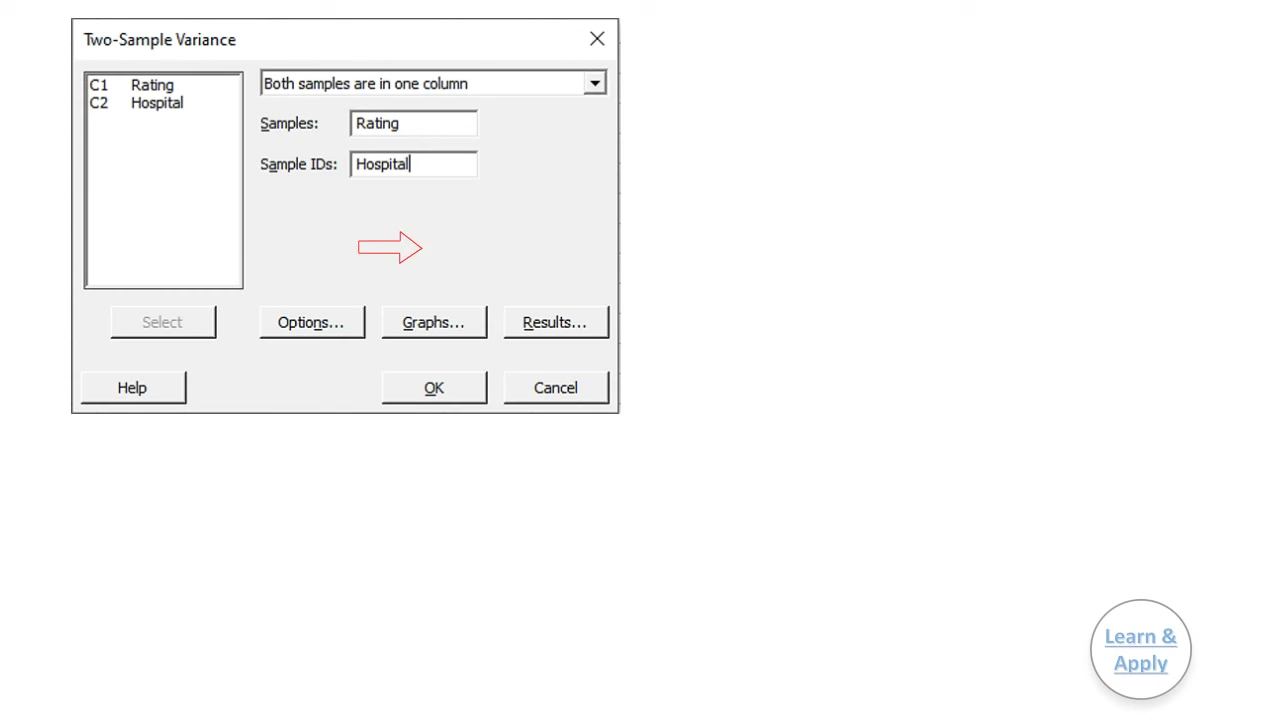 Two-Sample Variance
C1 Rating
C2 Hospital
Both samples are in one column
Samples: Rating
Sample IDs: Hospital
Select
Options...
Graphs...
Results...
Help
OK
Cancel
Learn &
Apply